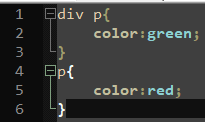 1 div p{
2     color:green;
3 }
4 p{
5     color:red;
6 }